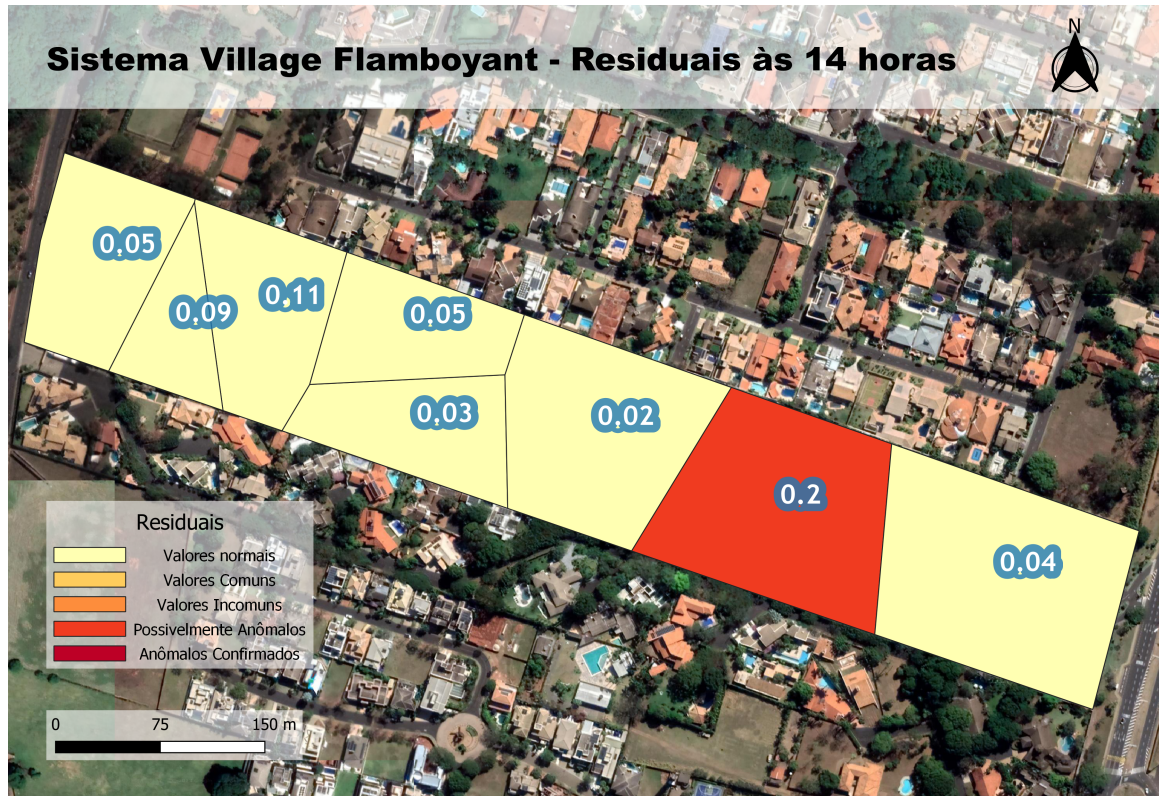 Sistema Village Flamboyant - Residuais às 14 horas
N
0,05
0,09
0,11
0,05
0,03
0,02
0.2
0,04
Residuais
Valores normais
Valores Comuns
Valores Incomuns
Possivelmente Anômalos
Anômalos Confirmados
0 75 150 m